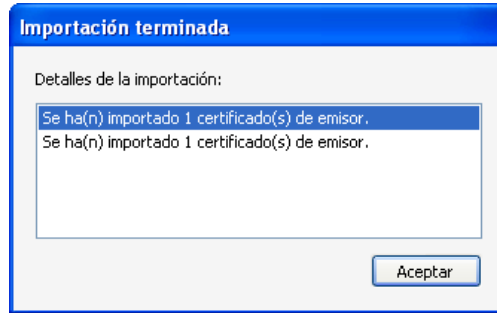 Importación terminada
Detalles de la importación:
Se ha(n) importado 1 certificado(s) de emisor.
Se ha(n) importado 1 certificado(s) de emisor.
Aceptar